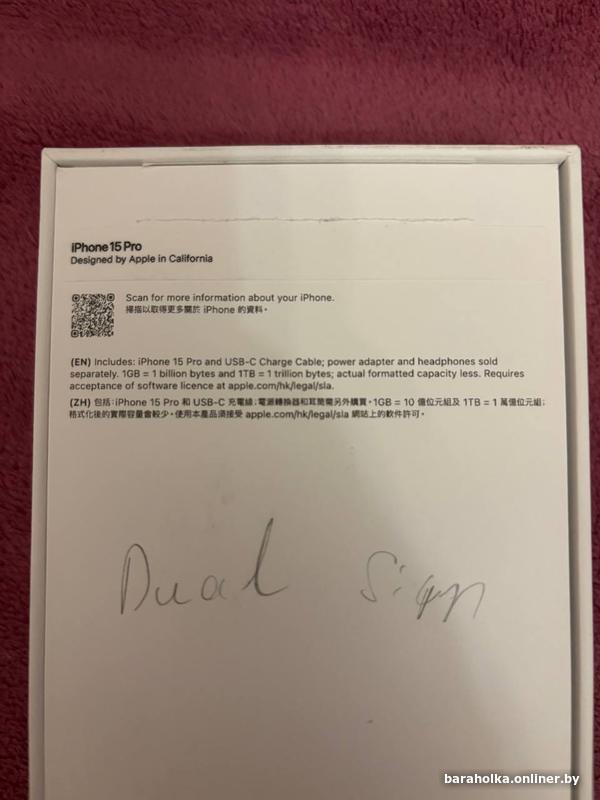 iPhone 15 Pro
Designed by Apple in California
Scan for more information about your iPhone.
掃描以取得更多關於 iPhone 的資料。
(EN) Includes: iPhone 15 Pro and USB-C Charge Cable; power adapter and headphones sold
separately. 1GB = 1 billion bytes and 1TB = 1 trillion bytes; actual formatted capacity less. Requires
acceptance of software licence at apple.com/hk/legal/sla.
(ZH) 包括:iPhone 15 Pro 和 USB-C 充電線;電源轉換器和耳筒需另外購買。1GB = 10 億位元組及 1TB = 1 萬億位元組;
格式化後的實際容量會較少。使用本產品須接受 apple.com/hk/legal/sla 網站上的軟件許可。
Dual
baraholka.onliner.by